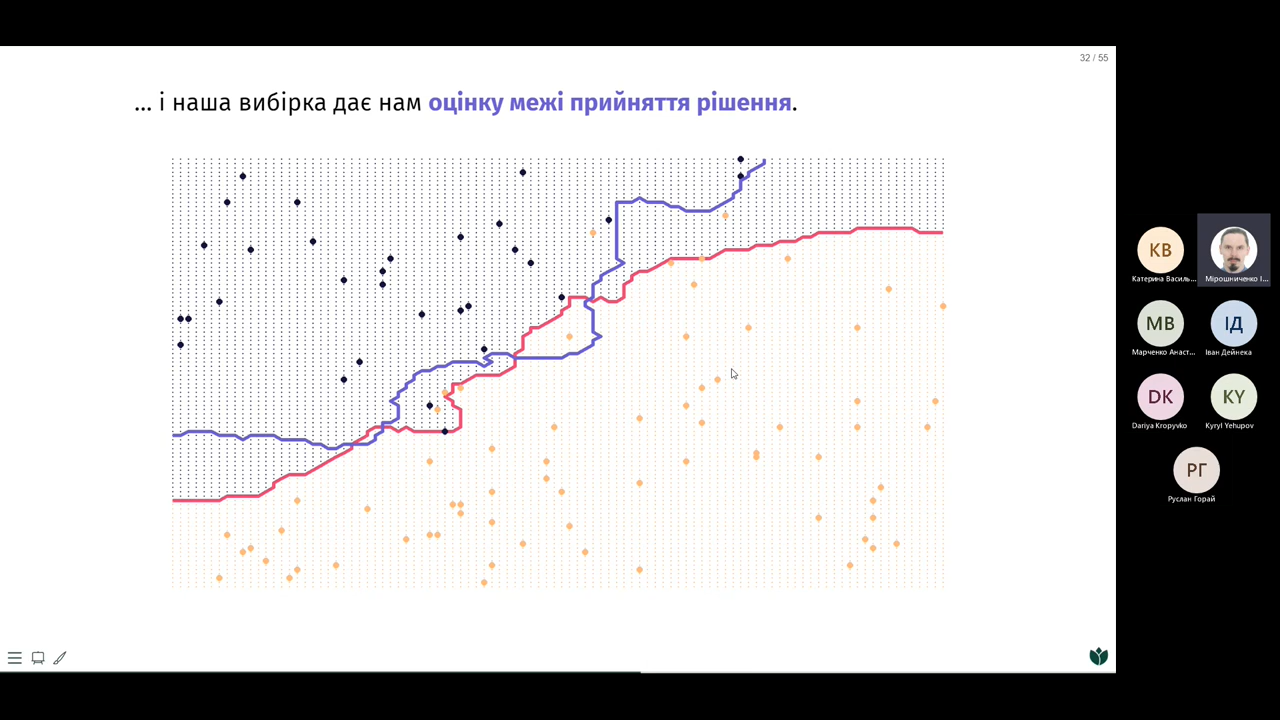 32 / 55
... і наша вибірка дає нам оцінку межі прийняття рішення.
КВ
Катерина Василь...
Мірошниченко І...
МВ
Марченко Анаст...
ІД
Іван Дейнека
DK
Dariya Kropyvko
KY
Kyryl Yehupov
РГ
Руслан Горай